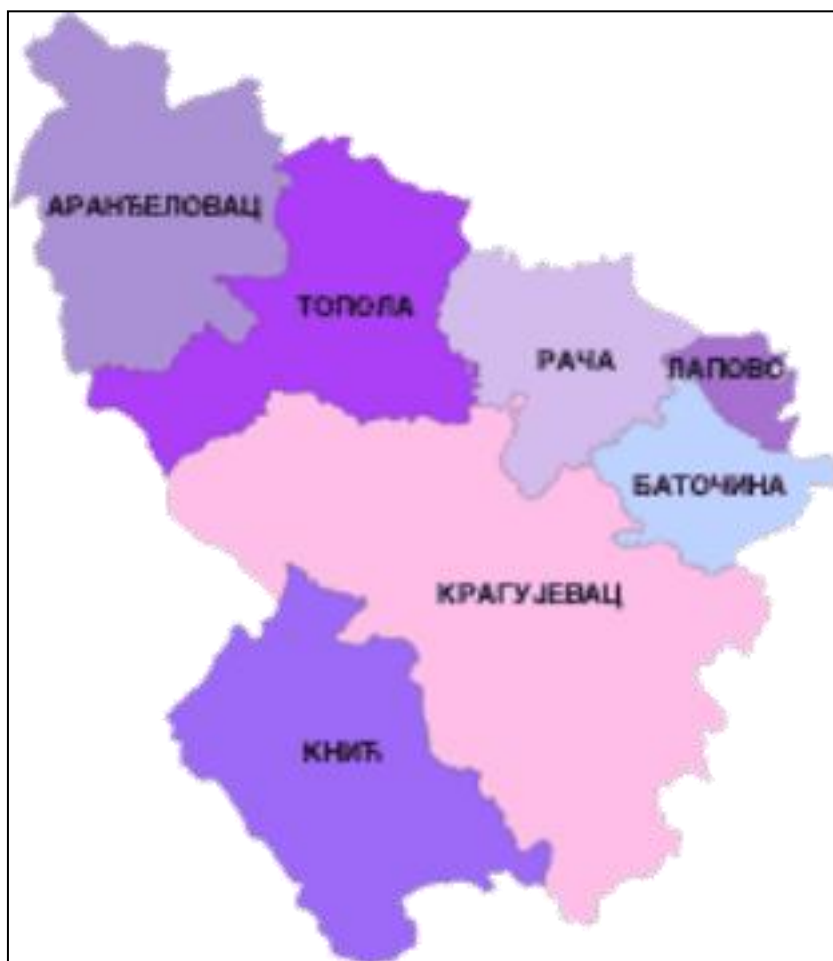 АРАНЂЕЛОВАЦ
ТОПОЛА
РАЧА
ЛАПОВО
БАТОЧИНА
КРАГУЈЕВАЦ
КНИЋ